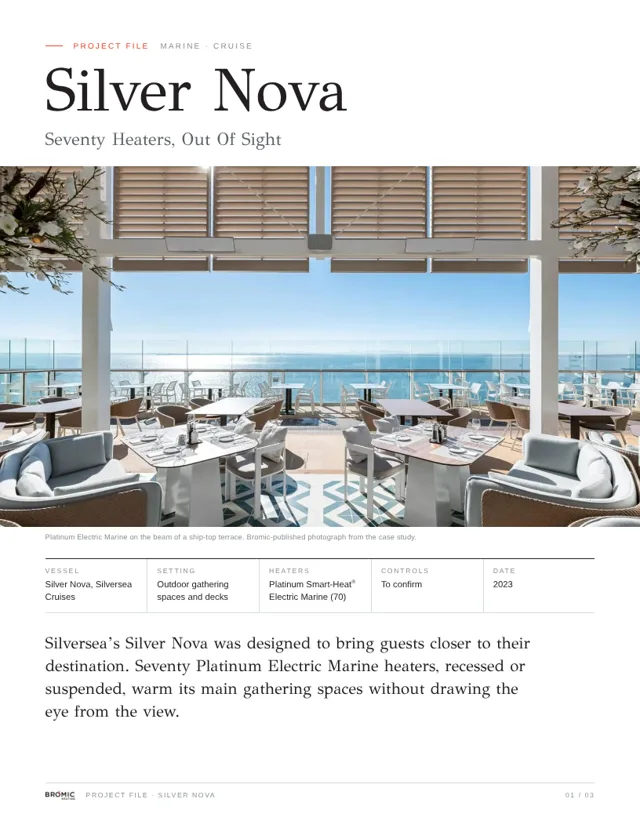 PROJECT FILE MARINE · CRUISE
Silver Nova
Seventy Heaters, Out Of Sight
Platinum Electric Marine on the beam of a ship-top terrace. Bromic-published photograph from the case study.
VESSEL
Silver Nova, Silversea
Cruises
SETTING
Outdoor gathering
spaces and decks
HEATERS
Platinum Smart-Heat®
Electric Marine (70)
CONTROLS
To confirm
DATE
2023
Silversea’s Silver Nova was designed to bring guests closer to their
destination. Seventy Platinum Electric Marine heaters, recessed or
suspended, warm its main gathering spaces without drawing the
eye from the view.
BROMIC
PROJECT FILE · SILVER NOVA
01 / 03